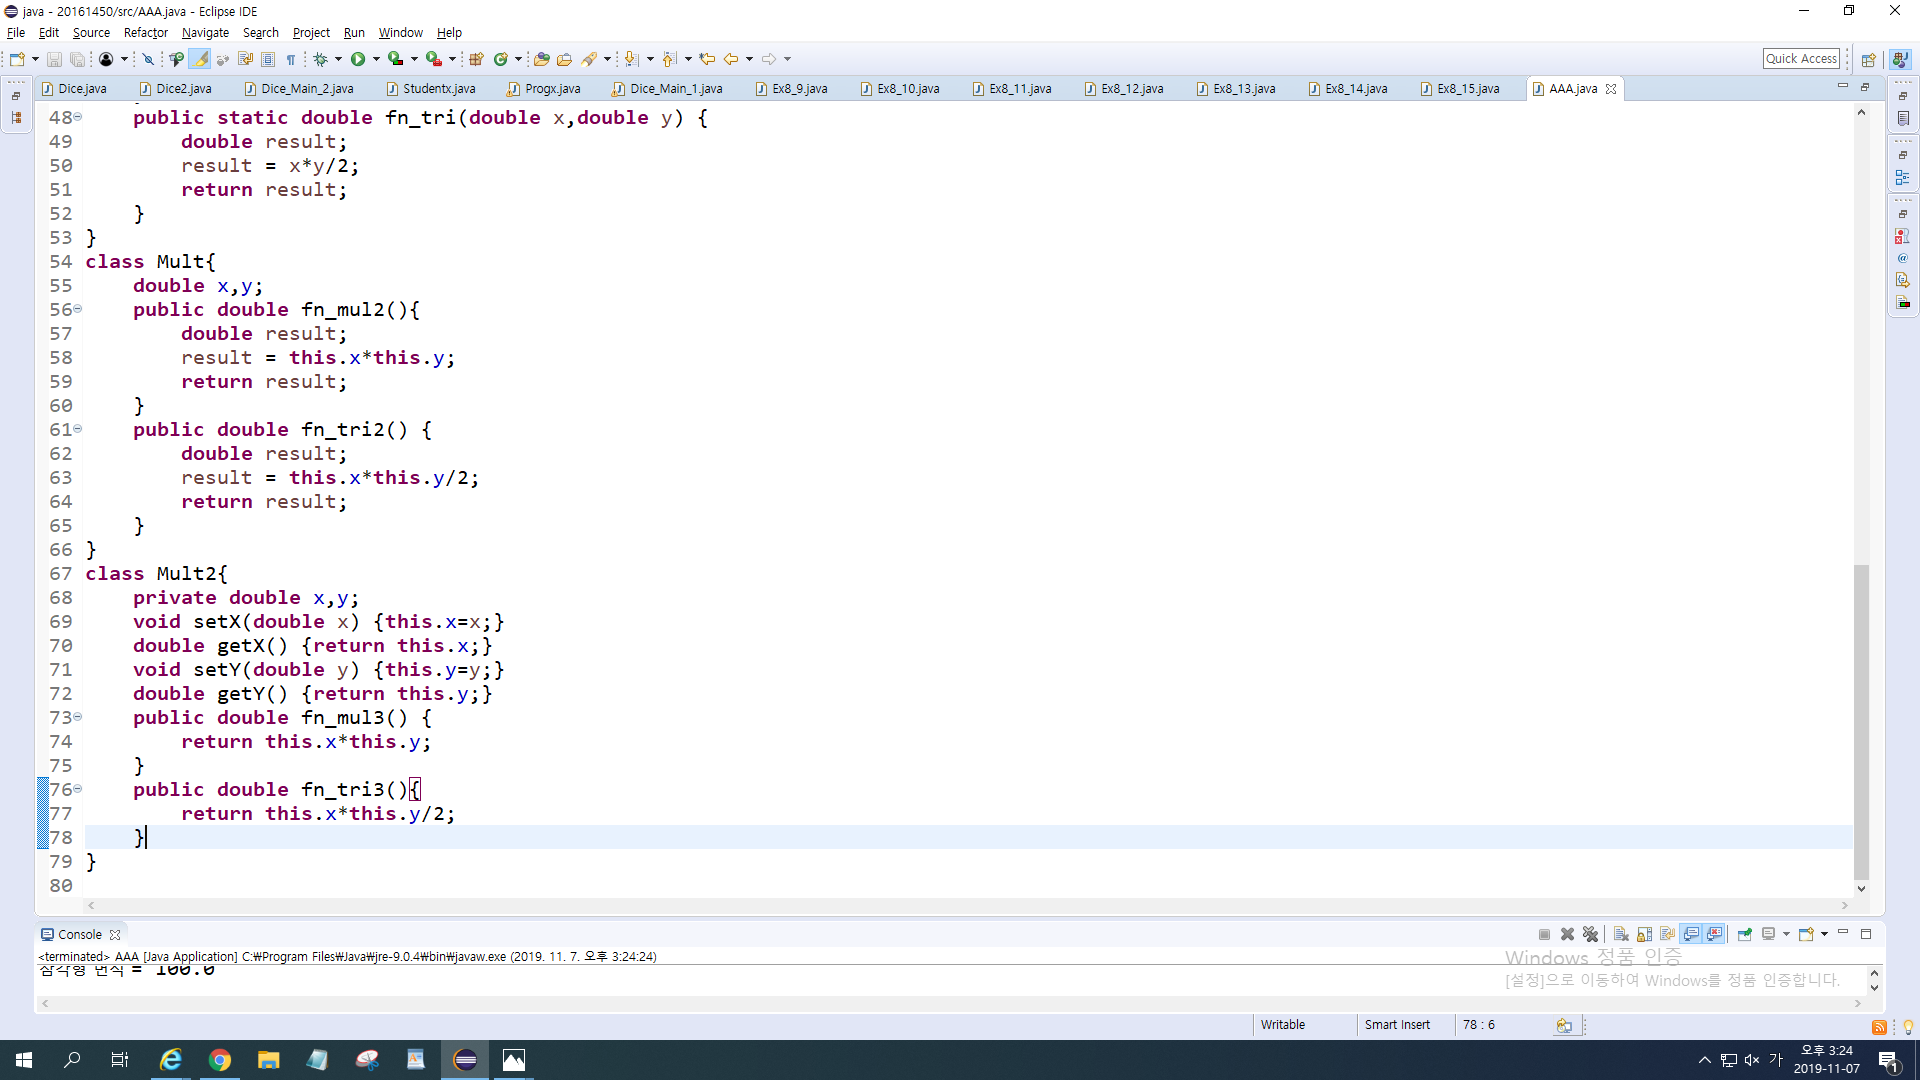 java - 20161450/src/AAA.java - Eclipse IDE
File Edit Source Refactor Navigate Search Project Run Window Help
Quick Access
Dice.java Dice2.java Dice_Main_2.java Studentx.java Progx.java Dice_Main_1.java Ex8_9.java Ex8_10.java Ex8_11.java Ex8_12.java Ex8_13.java Ex8_14.java Ex8_15.java AAA.java
48 public static double fn_tri(double x,double y) {
49 double result;
50 result = x*y/2;
51 return result;
52 }
53 }
54 class Mult{
55 double x,y;
56 public double fn_mul2(){
57 double result;
58 result = this.x*this.y;
59 return result;
60 }
61 public double fn_tri2() {
62 double result;
63 result = this.x*this.y/2;
64 return result;
65 }
66 }
67 class Mult2{
68 private double x,y;
69 void setX(double x) {this.x=x;}
70 double getX() {return this.x;}
71 void setY(double y) {this.y=y;}
72 double getY() {return this.y;}
73 public double fn_mul3() {
74 return this.x*this.y;
75 }
76 public double fn_tri3(){
77 return this.x*this.y/2;
78 }
79 }
80
Console
<terminated> AAA [Java Application] C:₩Program Files₩Java₩jre-9.0.4₩bin₩javaw.exe (2019. 11. 7. 오후 3:24:24)
삼각형 면적 = 100.0
Windows 정품 인증
[설정]으로 이동하여 Windows를 정품 인증합니다.
Writable Smart Insert 78 : 6
가 오후 3:24
2019-11-07
1